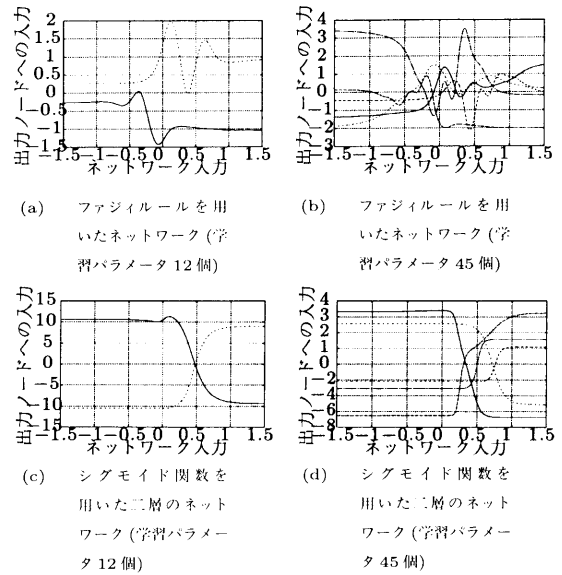 出力ノードへの入力
2
1.5
1
0.5
0
−0.5
−1
−1.5
−1.5 −1 −0.5 0 0.5 1 1.5
ネットワーク入力
(a) ファジィルールを用
いたネットワーク (学
習パラメータ 12 個)
出力ノードへの入力
4
3
2
1
0
−1
−2
−3
−1.5 −1 −0.5 0 0.5 1 1.5
ネットワーク入力
(b) ファジィルールを用
いたネットワーク (学
習パラメータ 45 個)
出力ノードへの入力
15
10
5
0
−5
−10
15
−1.5 −1 −0.5 0 0.5 1 1.5
ネットワーク入力
(c) シグモイド関数を
用いた二層のネット
ワーク (学習パラメー
タ 12 個)
出力ノードへの入力
4
3
2
1
0
−2
−4
−6
8
−1.5 −1 −0.5 0 0.5 1 1.5
ネットワーク入力
(d) シグモイド関数を
用いた二層のネット
ワーク (学習パラメー
タ 45 個)